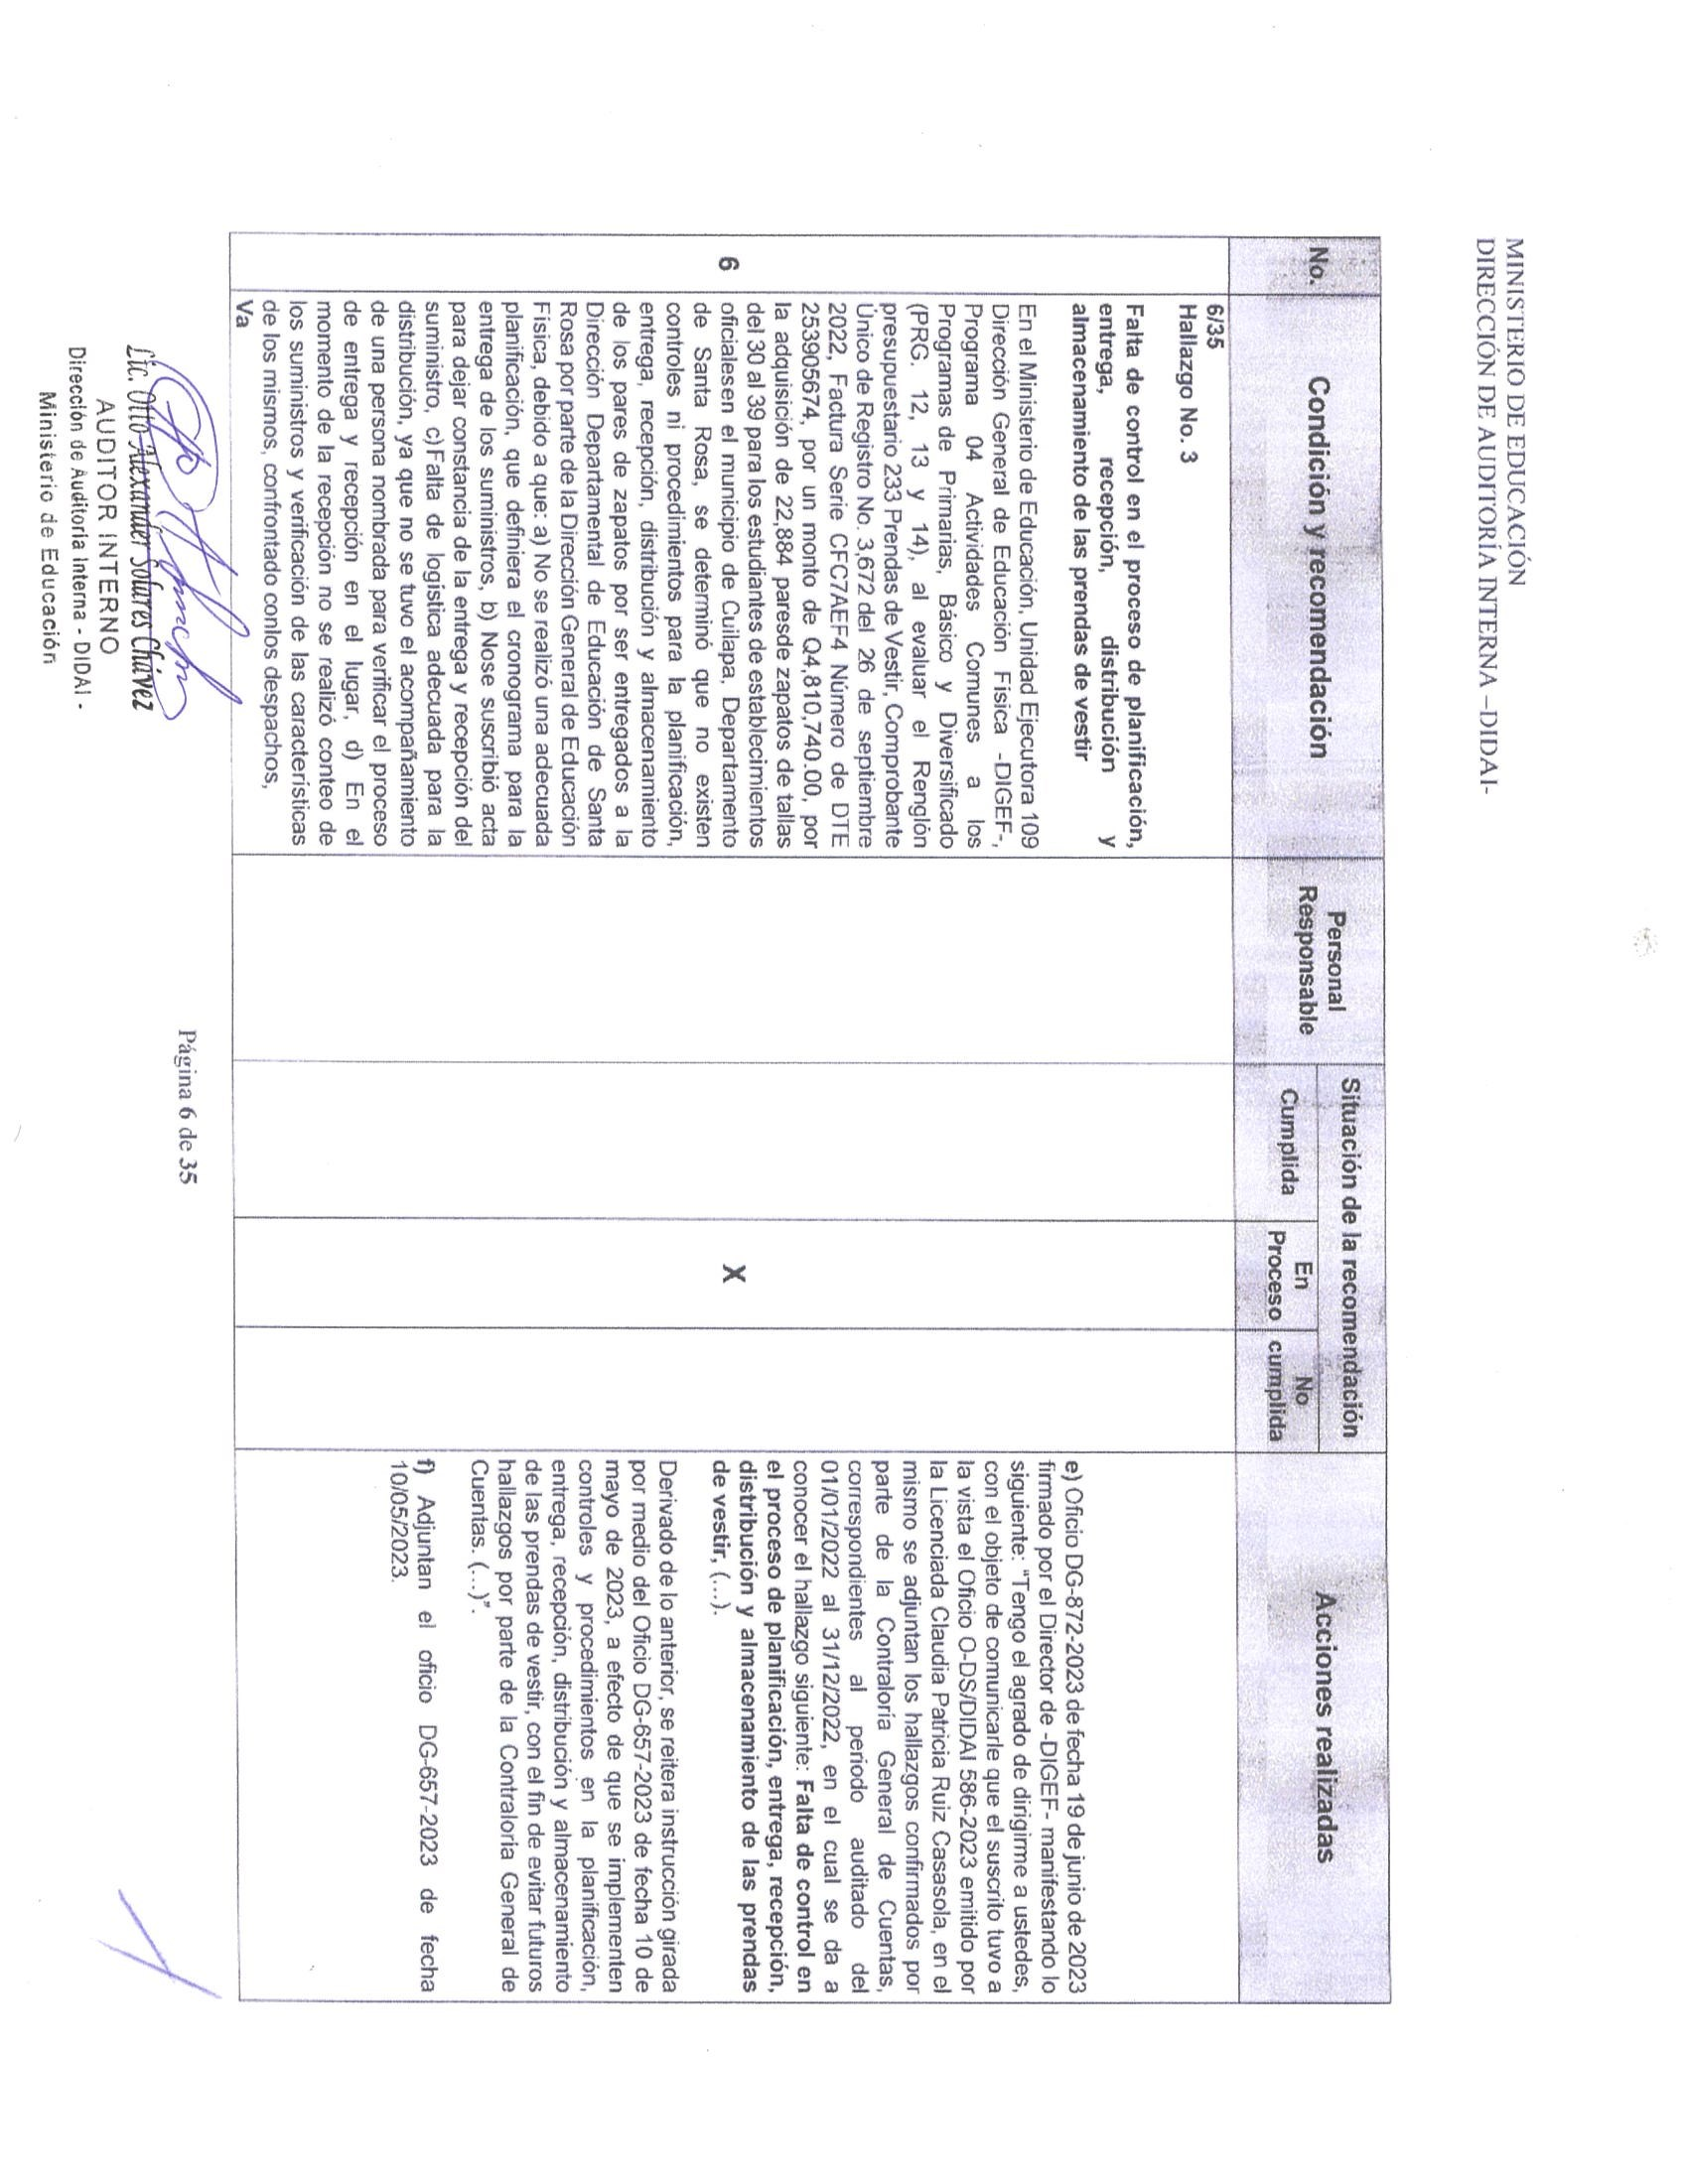 MINISTERIO DE EDUCACIÓN
DIRECCIÓN DE AUDITORÍA INTERNA –DIDAI-
No.
Condición y recomendación
Personal
Responsable
Situación de la recomendación
Cumplida
En
Proceso
No
cumplida
Acciones realizadas
6/35
Hallazgo No. 3
Falta de control en el proceso de planificación,
entrega, recepción, distribución y
almacenamiento de las prendas de vestir
En el Ministerio de Educación, Unidad Ejecutora 109
Dirección General de Educación Física -DIGEF-,
Programa 04 Actividades Comunes a los
Programas de Primarias, Básico y Diversificado
(PRG. 12, 13 y 14), al evaluar el Renglón
presupuestario 233 Prendas de Vestir, Comprobante
Único de Registro No. 3,672 del 26 de septiembre
2022, Factura Serie CFC7AEF4 Número de DTE
253905674, por un monto de Q4,810,740.00, por
la adquisición de 22,884 paresde zapatos de tallas
del 30 al 39 para los estudiantes de establecimientos
6
oficialesen el municipio de Cuilapa, Departamento
de Santa Rosa, se determinó que no existen
controles ni procedimientos para la planificación,
entrega, recepción, distribución y almacenamiento
de los pares de zapatos por ser entregados a la
Dirección Departamental de Educación de Santa
Rosa por parte de la Dirección General de Educación
Física, debido a que: a) No se realizó una adecuada
planificación, que definiera el cronograma para la
entrega de los suministros, b) Nose suscribió acta
para dejar constancia de la entrega y recepción del
suministro, c)Falta de logística adecuada para la
distribución, ya que no se tuvo el acompañamiento
de una persona nombrada para verificar el proceso
de entrega y recepción en el lugar, d) En el
momento de la recepción no se realizó conteo de
los suministros y verificación de las características
de los mismos, confrontado conlos despachos,
Va
X
e) Oficio DG-872-2023 de fecha 19 de junio de 2023
firmado por el Director de -DIGEF- manifestando lo
siguiente: “Tengo el agrado de dirigirme a ustedes,
con el objeto de comunicarle que el suscrito tuvo a
la vista el Oficio O-DS/DIDAI 586-2023 emitido por
la Licenciada Claudia Patricia Ruiz Casasola, en el
mismo se adjuntan los hallazgos confirmados por
parte de la Contraloría General de Cuentas,
correspondientes al periodo auditado del
01/01/2022 al 31/12/2022, en el cual se da a
conocer el hallazgo siguiente: Falta de control en
el proceso de planificación, entrega, recepción,
distribución y almacenamiento de las prendas
de vestir, (...).
Derivado de lo anterior, se reitera instrucción girada
por medio del Oficio DG-657-2023 de fecha 10 de
mayo de 2023, a efecto de que se implementen
controles y procedimientos en la planificación,
entrega, recepción, distribución y almacenamiento
de las prendas de vestir, con el fin de evitar futuros
hallazgos por parte de la Contraloría General de
Cuentas. (...)”.
f) Adjuntan el oficio DG-657-2023 de fecha
10/05/2023.
Página 6 de 35
Lic. Otto Alexander Solares Chávez
AUDITOR INTERNO
Dirección de Auditoría Interna - DIDAI -
Ministerio de Educación